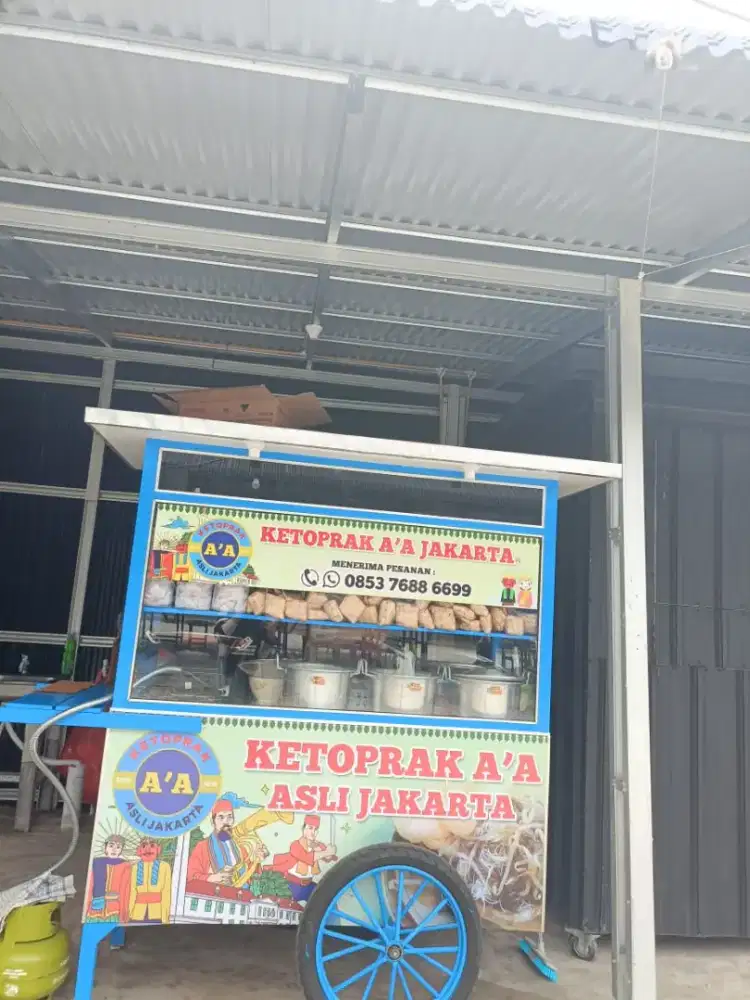 KETOPRAK
A'A
ASLI JAKARTA
KETOPRAK A'A JAKARTA
MENERIMA PESANAN :
0853 7688 6699
KETOPRAK
A'A
ASLI JAKARTA
KETOPRAK A'A
ASLI JAKARTA